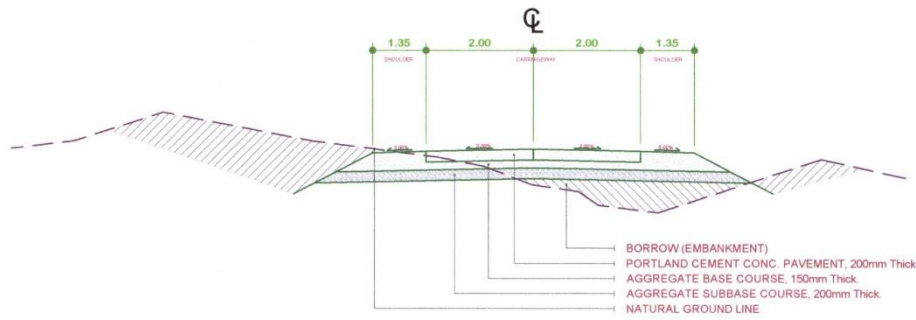 ℄
1.35 2.00 2.00 1.35
SHOULDER CARRIAGEWAY SHOULDER
BORROW (EMBANKMENT)
PORTLAND CEMENT CONC. PAVEMENT, 200mm Thick
AGGREGATE BASE COURSE, 150mm Thick.
AGGREGATE SUBBASE COURSE, 200mm Thick.
NATURAL GROUND LINE